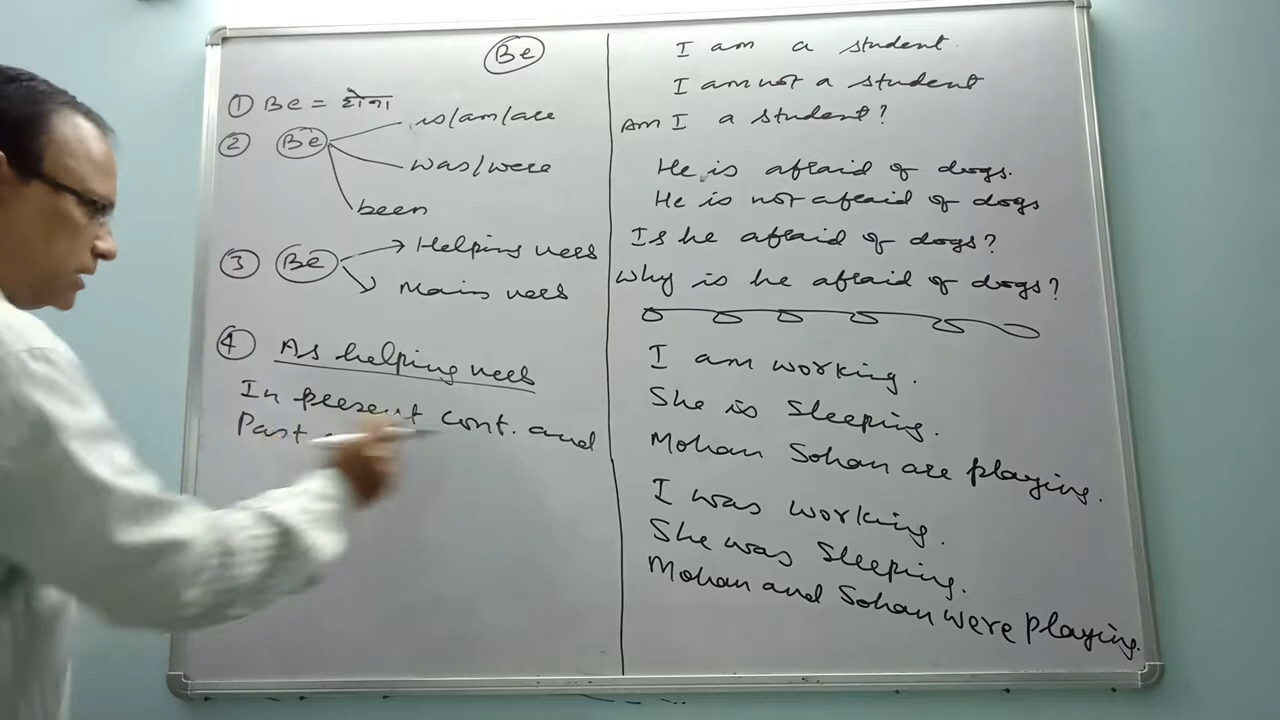 Be
① Be = होना
② Be is/am/are
was/were
been
③ Be Helping verb
Main verb
④ As helping verb
In present cont. and
Past
I am a student.
I am not a student
Am I a student?
He is afraid of dogs.
He is not afraid of dogs
Is he afraid of dogs?
Why is he afraid of dogs?
I am working.
She is sleeping.
Mohan Sohan are playing.
I was working.
She was sleeping.
Mohan and Sohan were playing.